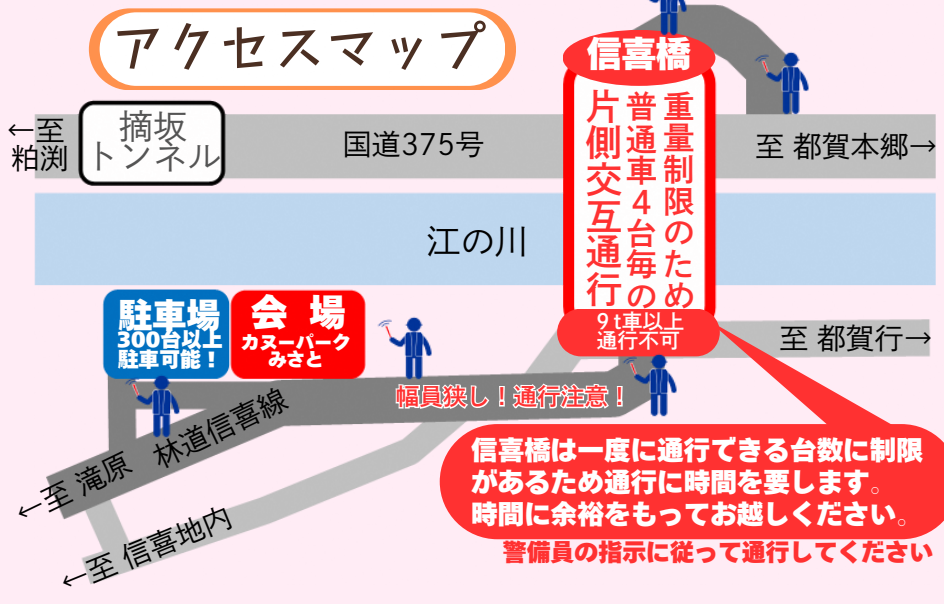 アクセスマップ
信喜橋
重量制限のため
普通車4台毎の
片側交互通行
9t車以上
通行不可
←至
粕渕
摘坂
トンネル
国道375号
至 都賀本郷→
江の川
駐車場
300台以上
駐車可能！
会 場
カヌーパーク
みさと
至 都賀行→
幅員狭し！通行注意！
林道信喜線
←至 滝原
←至 信喜地内
信喜橋は一度に通行できる台数に制限
があるため通行に時間を要します。
時間に余裕をもってお越しください。
警備員の指示に従って通行してください